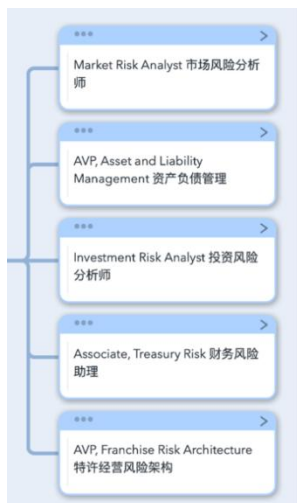 Market Risk Analyst 市场风险分析
师
AVP, Asset and Liability
Management 资产负债管理
Investment Risk Analyst 投资风险
分析师
Associate, Treasury Risk 财务风险
助理
AVP, Franchise Risk Architecture
特许经营风险架构